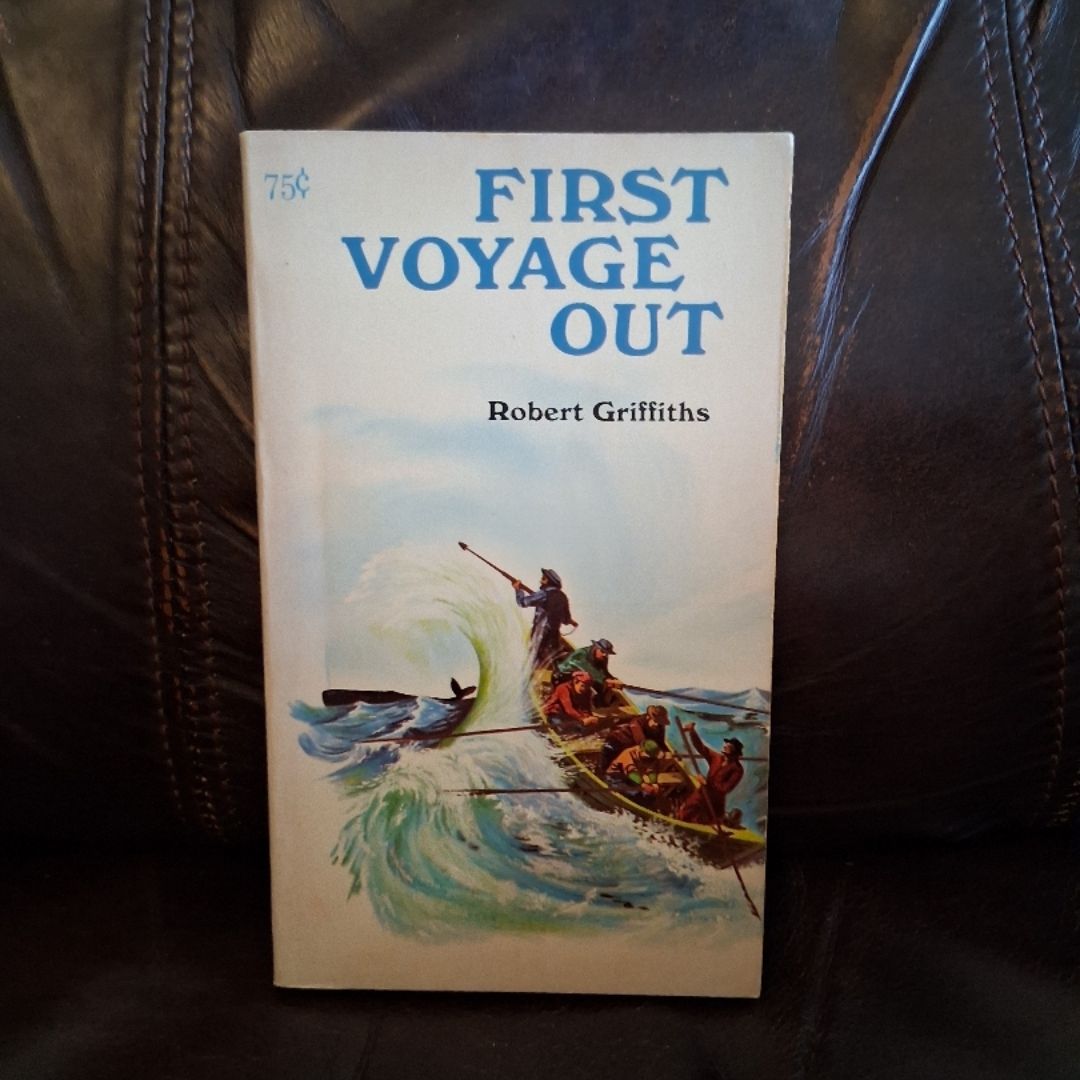 75¢
FIRST
VOYAGE
OUT
Robert Griffiths